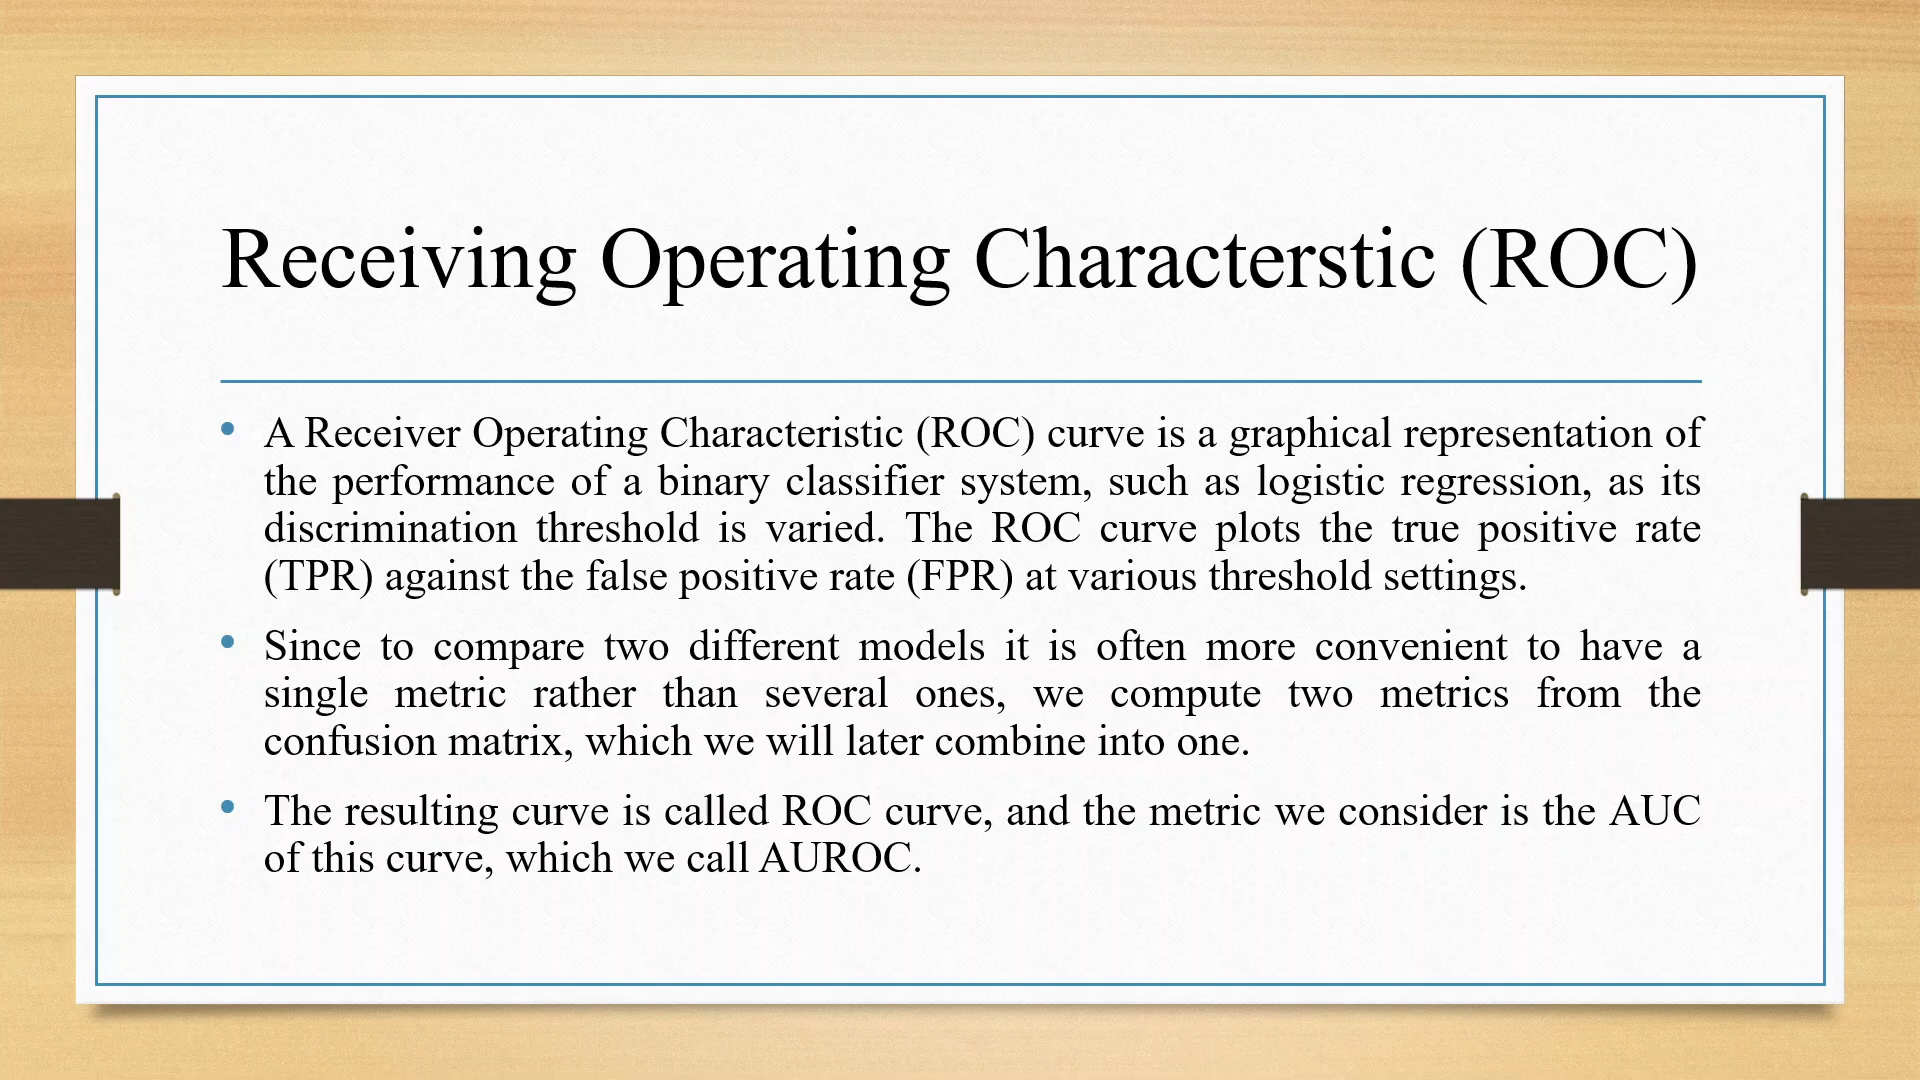 Receiving Operating Characterstic (ROC)
• A Receiver Operating Characteristic (ROC) curve is a graphical representation of
the performance of a binary classifier system, such as logistic regression, as its
discrimination threshold is varied. The ROC curve plots the true positive rate
(TPR) against the false positive rate (FPR) at various threshold settings.
• Since to compare two different models it is often more convenient to have a
single metric rather than several ones, we compute two metrics from the
confusion matrix, which we will later combine into one.
• The resulting curve is called ROC curve, and the metric we consider is the AUC
of this curve, which we call AUROC.